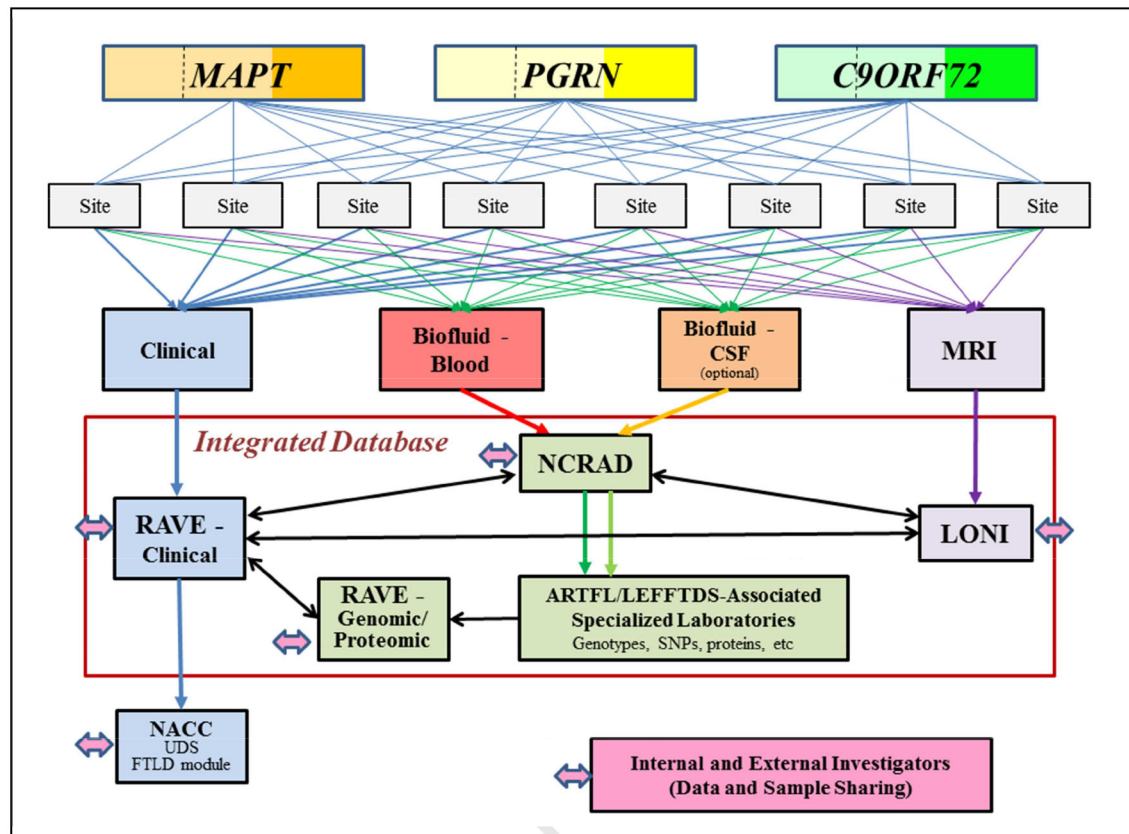 MAPT
PGRN
C9ORF72
Site
Site
Site
Site
Site
Site
Site
Site
Clinical
Biofluid -
Blood
Biofluid -
CSF
(optional)
MRI
Integrated Database
NCRAD
RAVE -
Clinical
LONI
RAVE -
Genomic/
Proteomic
ARTFL/LEFFTDS-Associated
Specialized Laboratories
Genotypes, SNPs, proteins, etc
NACC
UDS
FTLD module
Internal and External Investigators
(Data and Sample Sharing)